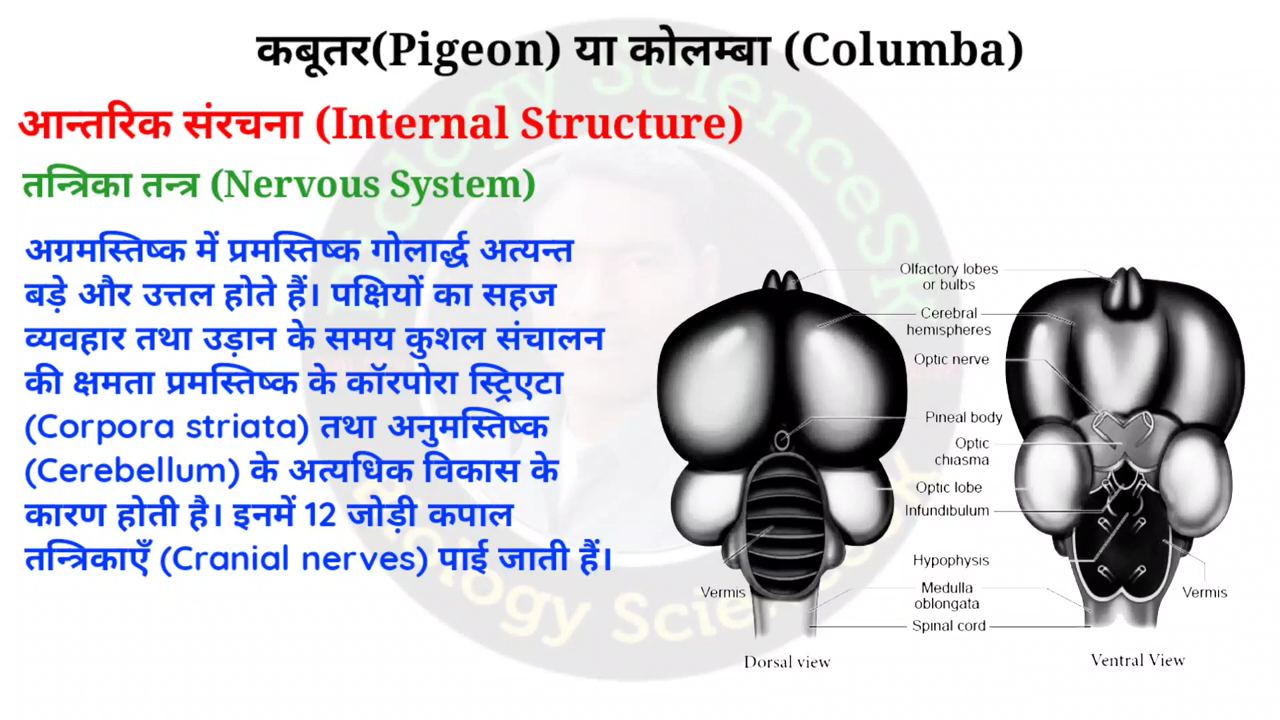 कबूतर(Pigeon) या कोलम्बा (Columba)
आन्तरिक संरचना (Internal Structure)
तन्त्रिका तन्त्र (Nervous System)
अग्रमस्तिष्क में प्रमस्तिष्क गोलार्द्ध अत्यन्त
बड़े और उत्तल होते हैं। पक्षियों का सहज
व्यवहार तथा उड़ान के समय कुशल संचालन
की क्षमता प्रमस्तिष्क के कॉरपोरा स्ट्रिएटा
(Corpora striata) तथा अनुमस्तिष्क
(Cerebellum) के अत्यधिक विकास के
कारण होती है। इनमें 12 जोड़ी कपाल
तन्त्रिकाएँ (Cranial nerves) पाई जाती हैं।
Olfactory lobes
or bulbs
Cerebral
hemispheres
Optic nerve
Pineal body
Optic
chiasma
Optic lobe
Infundibulum
Hypophysis
Medulla
oblongata
Spinal cord
Vermis
Vermis
Dorsal view
Ventral View